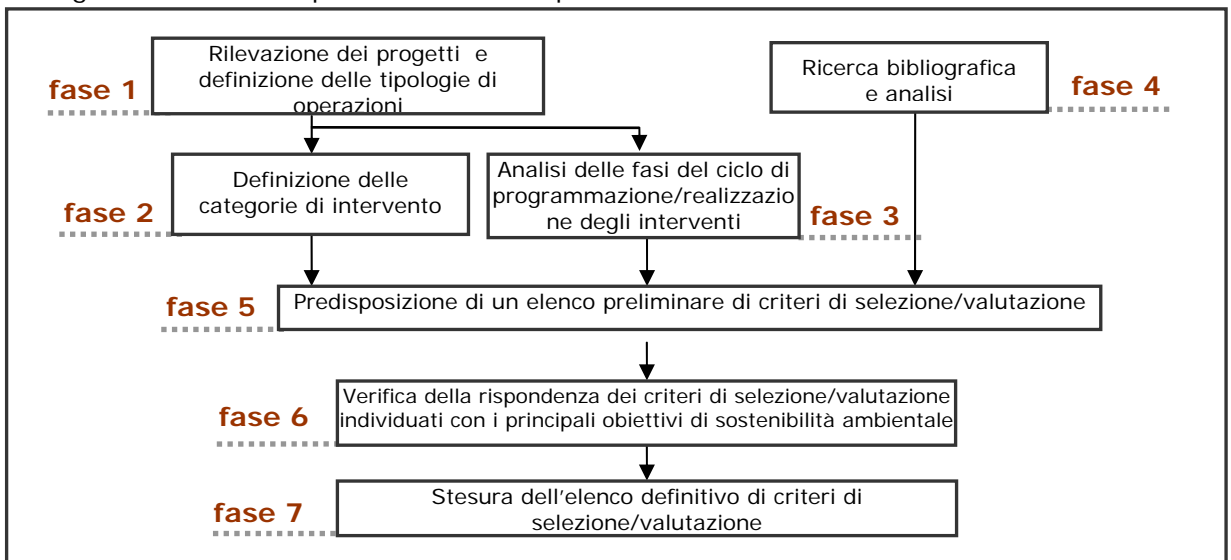 Rilevazione dei progetti e
definizione delle tipologie di
operazioni
fase 1
Ricerca bibliografica
e analisi
fase 4
Definizione delle
categorie di intervento
fase 2
Analisi delle fasi del ciclo di
programmazione/realizzazio
ne degli interventi
fase 3
fase 5
Predisposizione di un elenco preliminare di criteri di selezione/valutazione
Verifica della rispondenza dei criteri di selezione/valutazione
individuati con i principali obiettivi di sostenibilità ambientale
fase 6
Stesura dell'elenco definitivo di criteri di
selezione/valutazione
fase 7